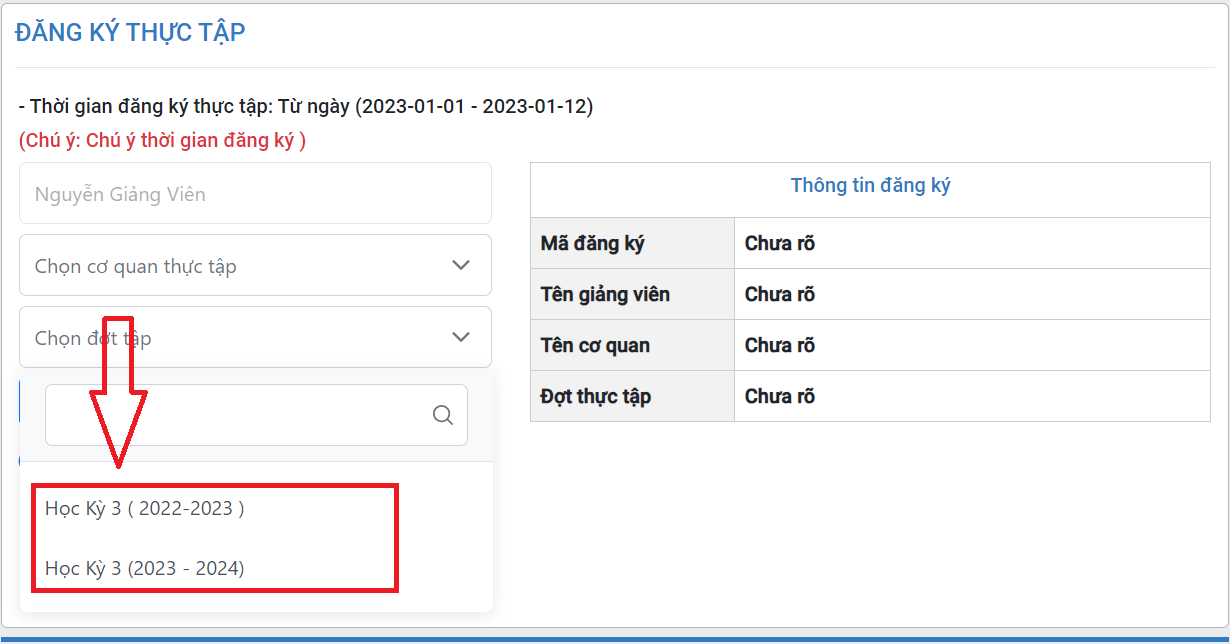 ĐĂNG KÝ THỰC TẬP
- Thời gian đăng ký thực tập: Từ ngày (2023-01-01 - 2023-01-12)
(Chú ý: Chú ý thời gian đăng ký )
Nguyễn Giảng Viên
Chọn cơ quan thực tập
Chọn đợt tập
Học Kỳ 3 ( 2022-2023 )
Học Kỳ 3 (2023 - 2024)
Thông tin đăng ký
Mã đăng ký Chưa rõ
Tên giảng viên Chưa rõ
Tên cơ quan Chưa rõ
Đợt thực tập Chưa rõ